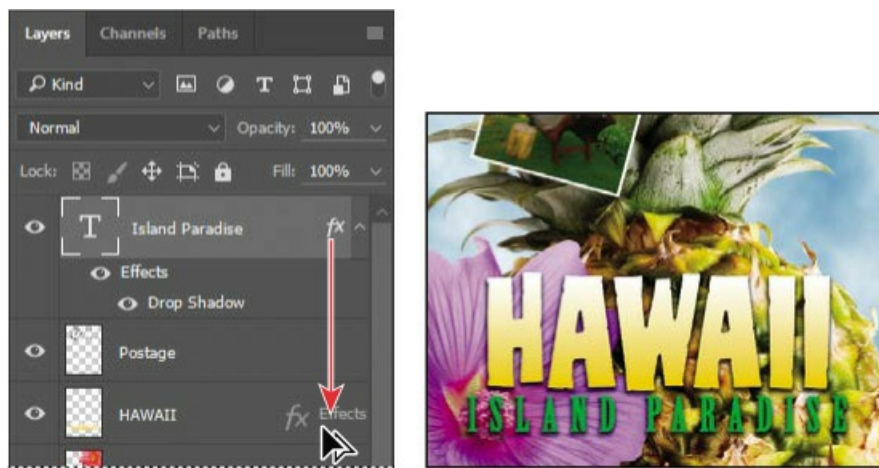 Layers Channels Paths
Kind T
Normal Opacity: 100%
Lock: Fill: 100%
T Island Paradise fx
Effects
Drop Shadow
Postage
HAWAII fx Effects
HAWAII
ISLAND PARADISE